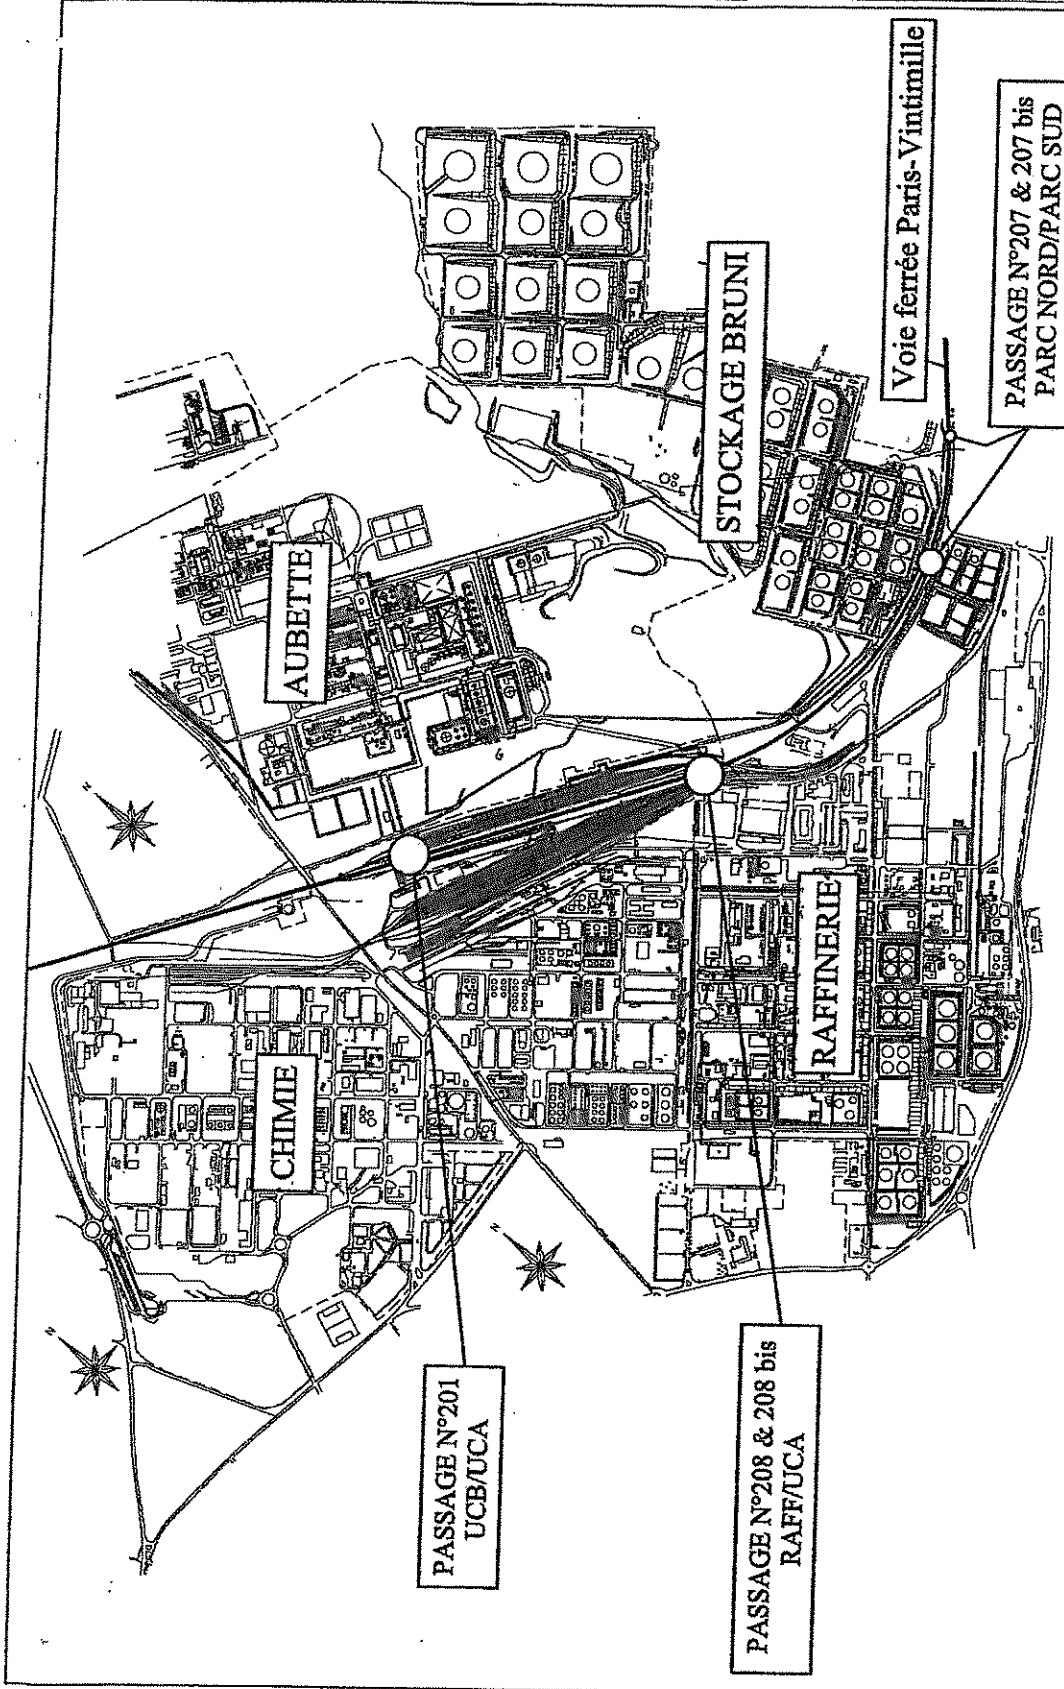 CHIMIE
AUBETTE
STOCKAGE BRUNI
RAFFINERIE
Voie ferrée Paris-Vintimille
PASSAGE N°207 & 207 bis
PARC NORD/PARC SUD
PASSAGE N°201
UCB/UCA
PASSAGE N°208 & 208 bis
RAFF/UCA
N
N
N